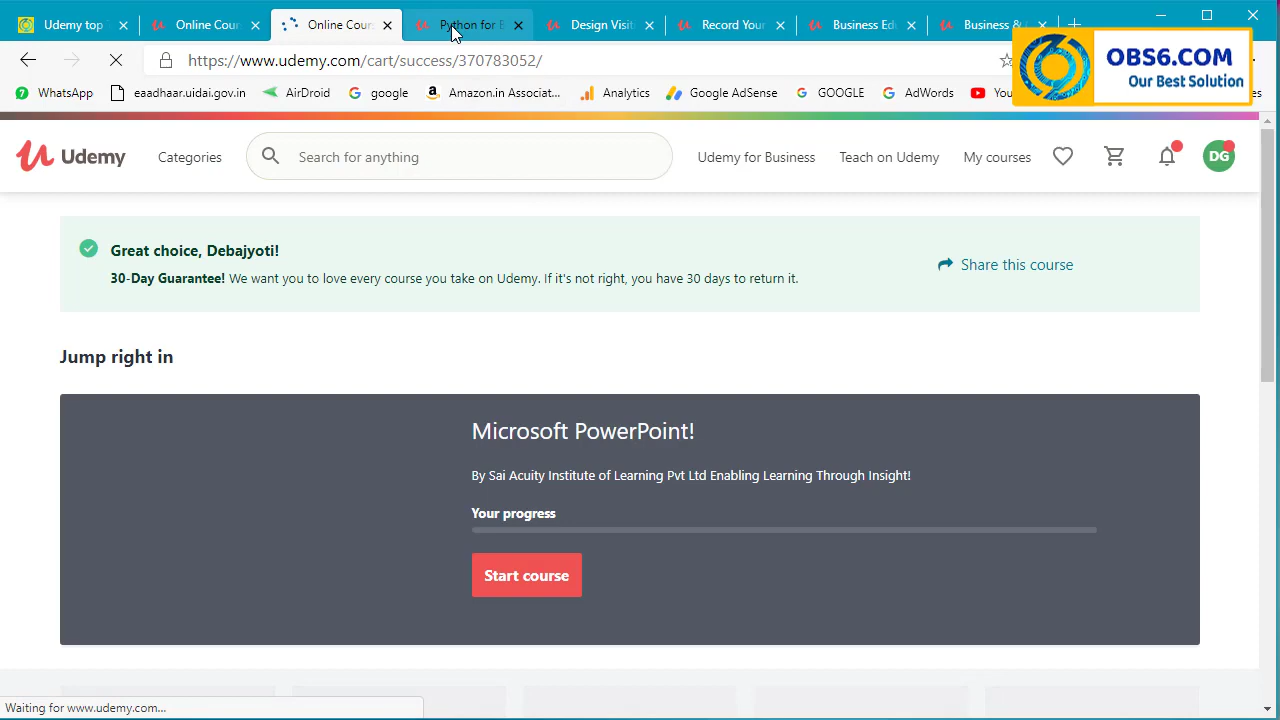 Udemy top
Online Cou
Online Cour
Python for B
Design Visit
Record Your
Business Ed
Business &
https://www.udemy.com/cart/success/370783052/
OBS6.COM
Our Best Solution
WhatsApp
eaadhaar.uidai.gov.in
AirDroid
Google
Amazon.in Associat...
Analytics
Google AdSense
GOOGLE
AdWords
You
es
Udemy
Categories
Search for anything
Udemy for Business
Teach on Udemy
My courses
DG
Great choice, Debajyoti!
30-Day Guarantee! We want you to love every course you take on Udemy. If it's not right, you have 30 days to return it.
Share this course
Jump right in
Microsoft PowerPoint!
By Sai Acuity Institute of Learning Pvt Ltd Enabling Learning Through Insight!
Your progress
Start course
Waiting for www.udemy.com...